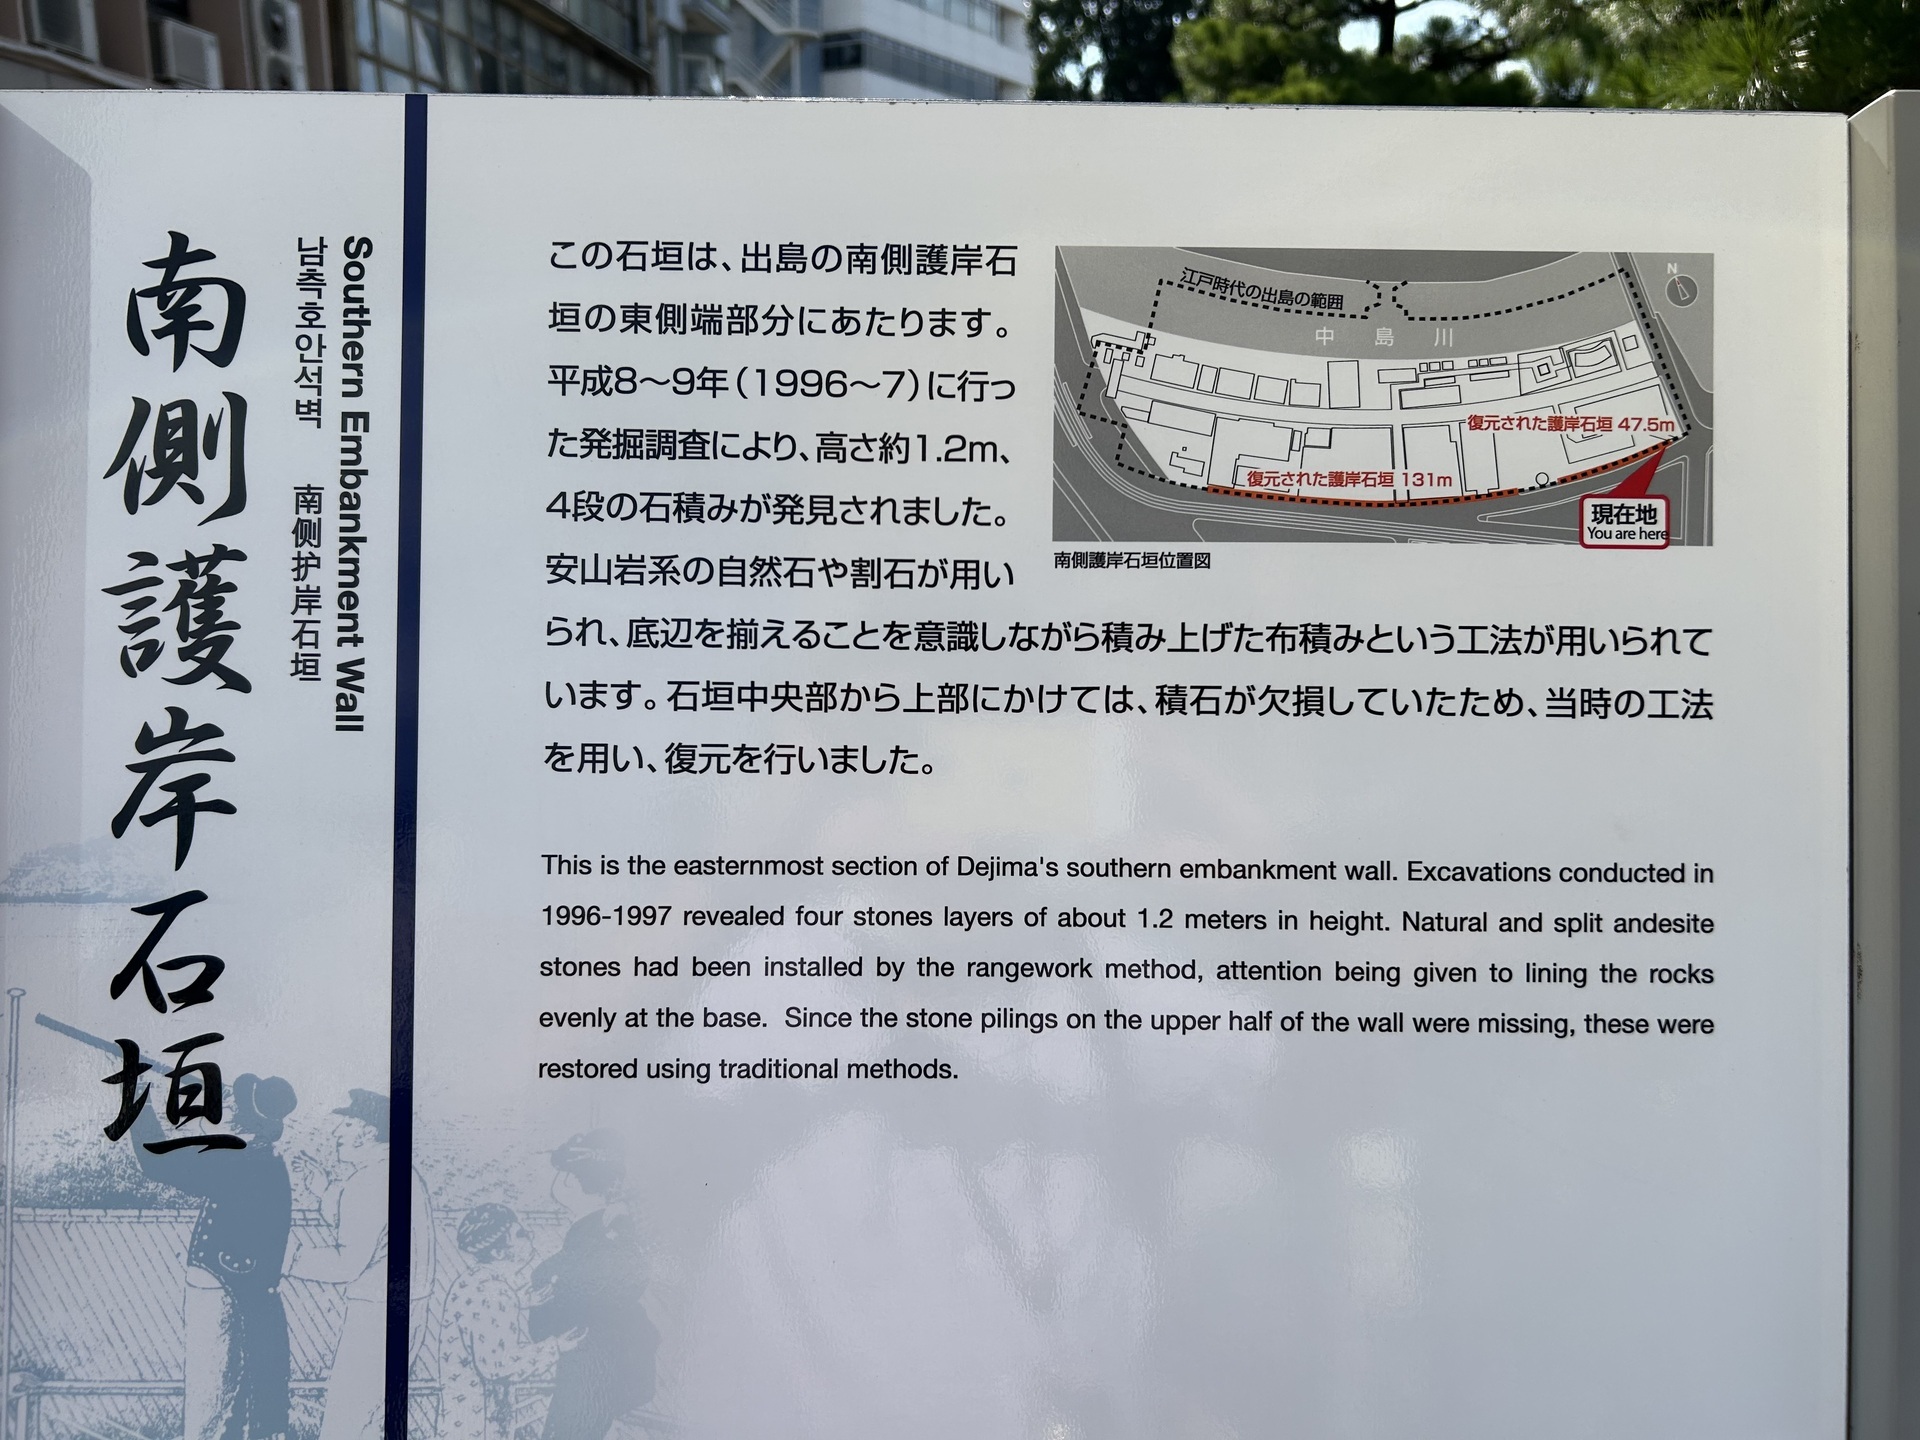 南側護岸石垣
Southern Embankment Wall
남측호안석벽 南侧护岸石垣
この石垣は、出島の南側護岸石
垣の東側端部分にあたります。
平成8〜9年(1996〜7)に行っ
た発掘調査により、高さ約1.2m、
4段の石積みが発見されました。
安山岩系の自然石や割石が用い
られ、底辺を揃えることを意識しながら積み上げた布積みという工法が用いられて
います。石垣中央部から上部にかけては、積石が欠損していたため、当時の工法
を用い、復元を行いました。
江戸時代の出島の範囲
N
中島川
復元された護岸石垣 47.5m
復元された護岸石垣 131m
現在地
You are here
南側護岸石垣位置図
This is the easternmost section of Dejima's southern embankment wall. Excavations conducted in
1996-1997 revealed four stones layers of about 1.2 meters in height. Natural and split andesite
stones had been installed by the rangework method, attention being given to lining the rocks
evenly at the base. Since the stone pilings on the upper half of the wall were missing, these were
restored using traditional methods.